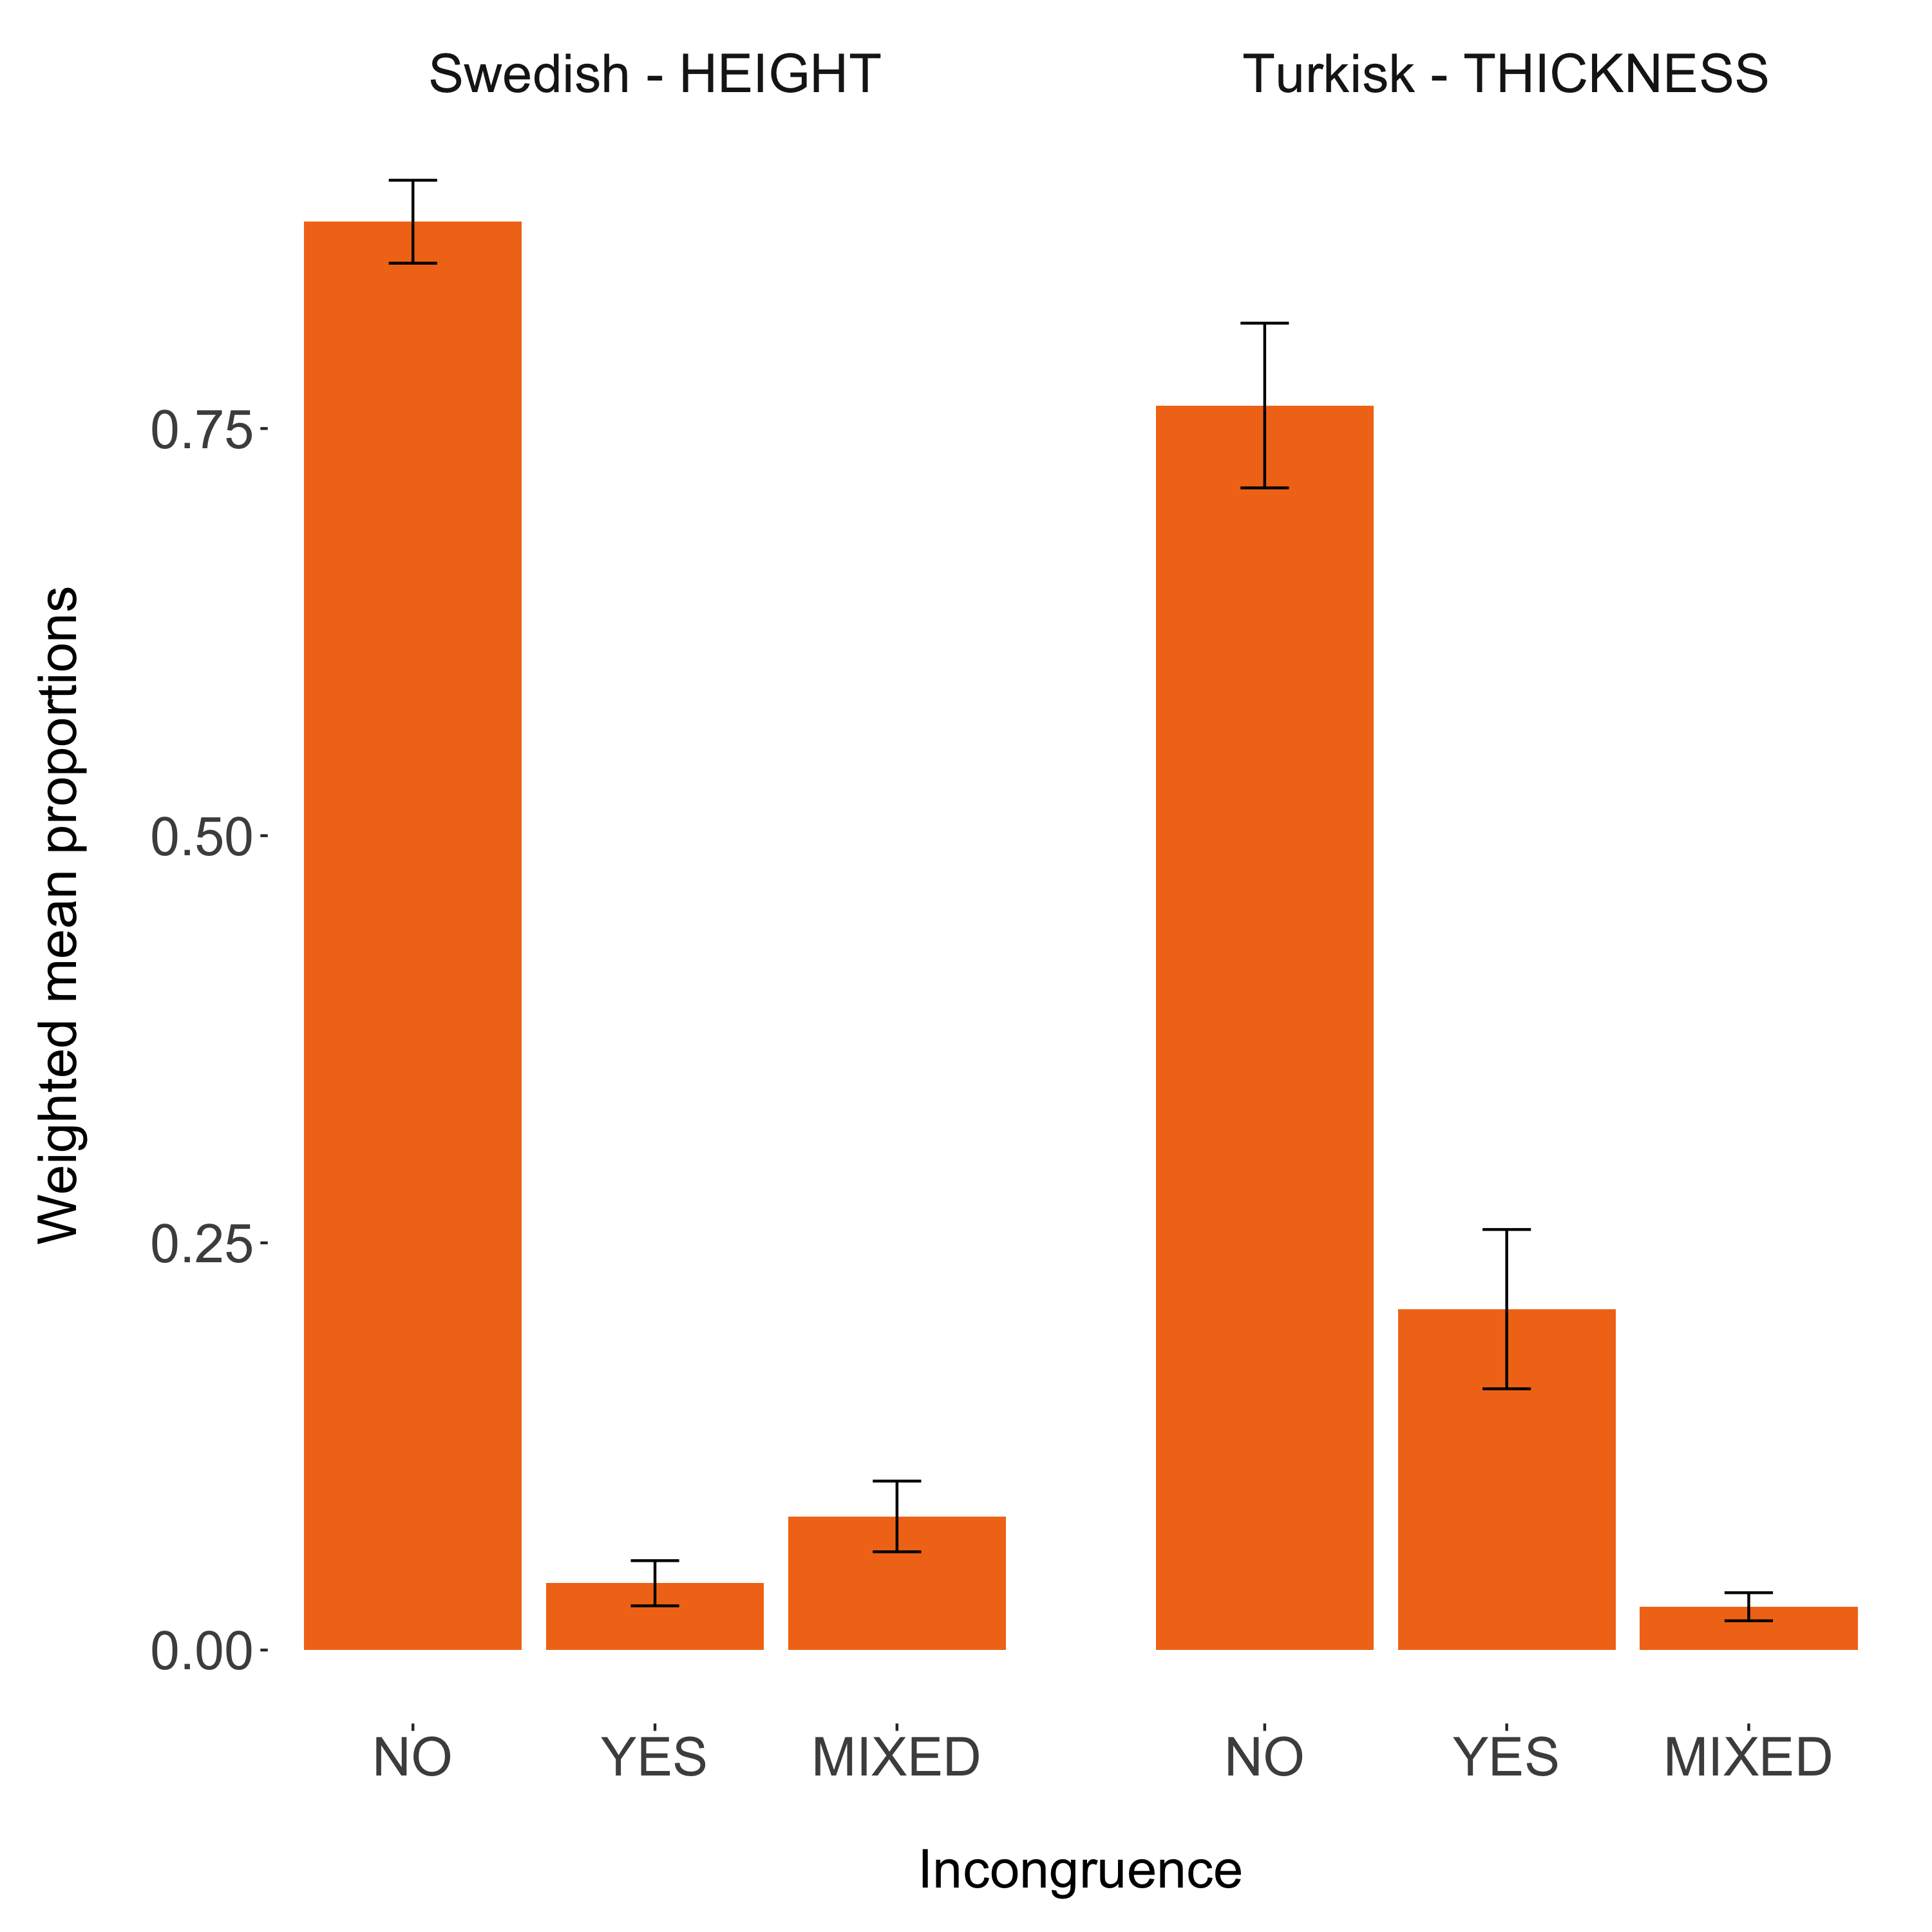 Swedish - HEIGHT
Turkisk - THICKNESS
Weighted mean proportions
0.75
0.50
0.25
0.00
NO YES MIXED
NO YES MIXED
Incongruence